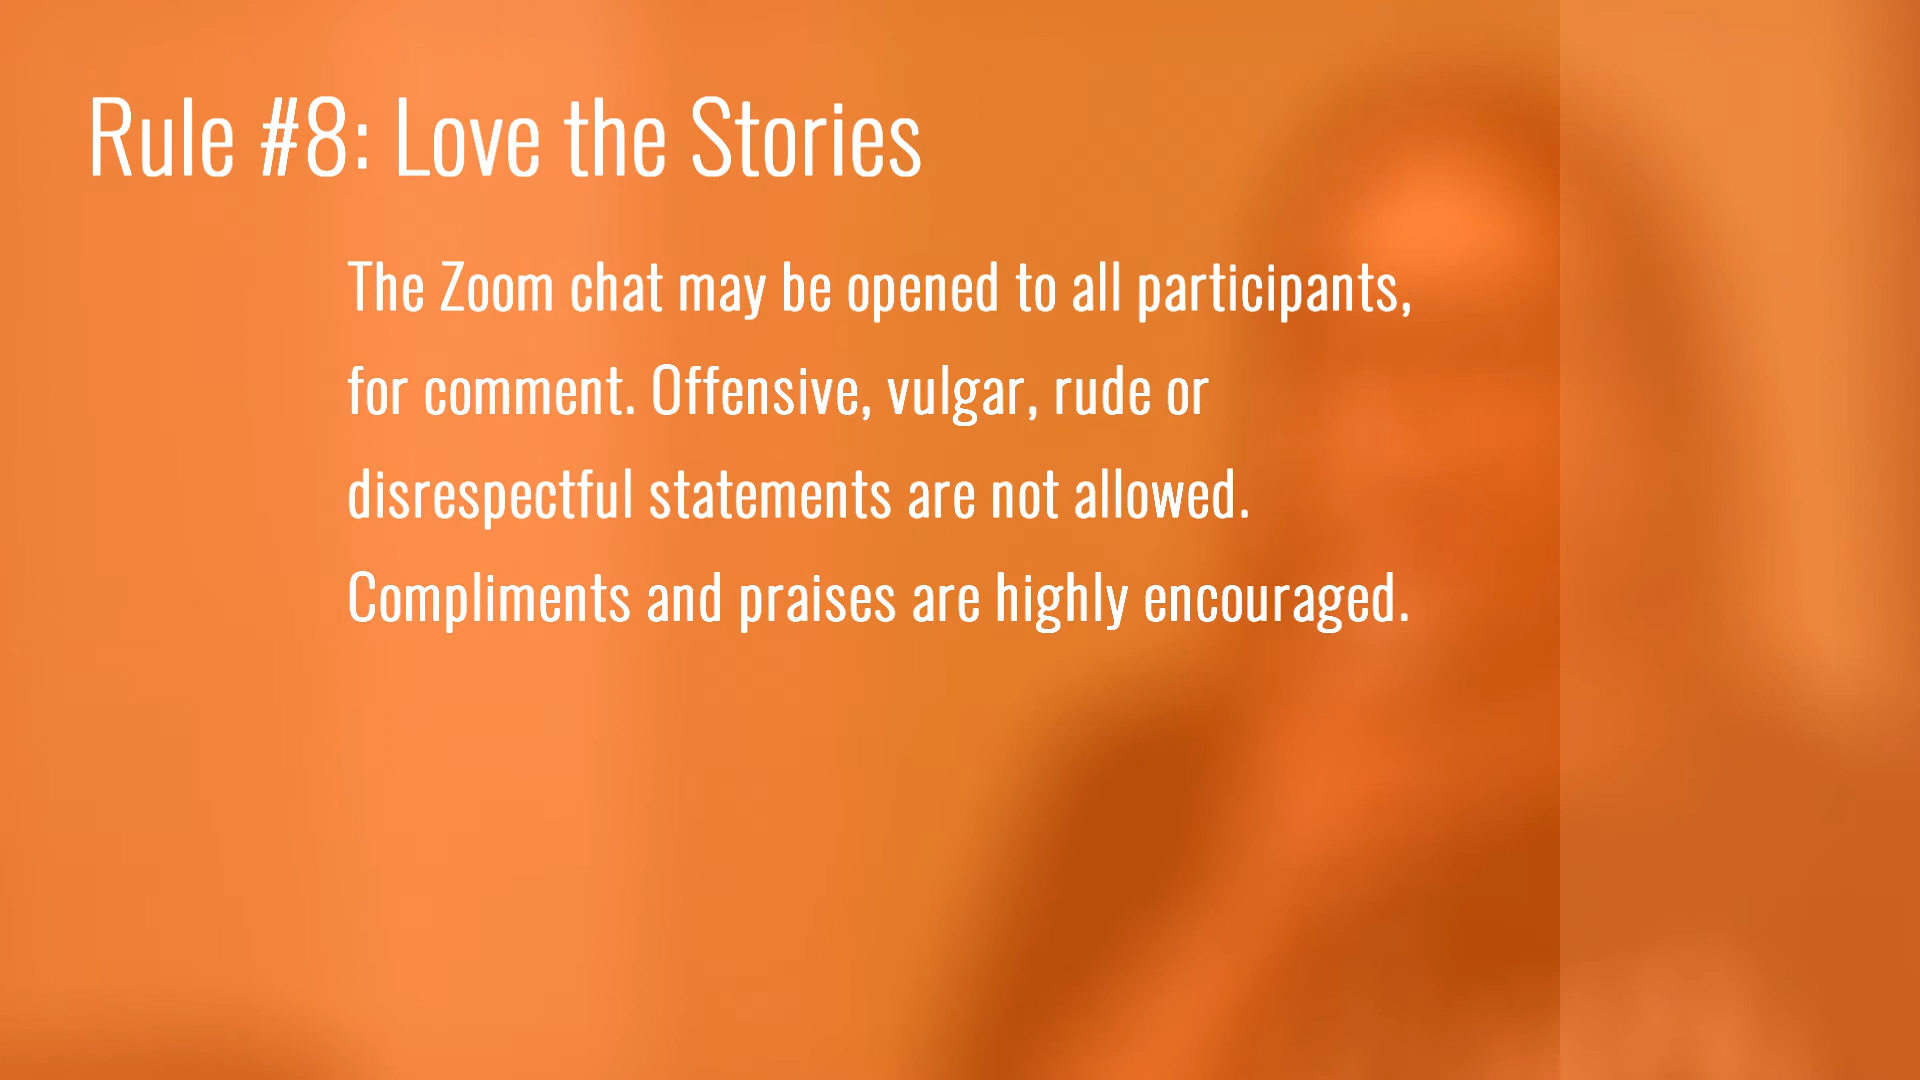 Rule #8: Love the Stories
The Zoom chat may be opened to all participants,
for comment. Offensive, vulgar, rude or
disrespectful statements are not allowed.
Compliments and praises are highly encouraged.